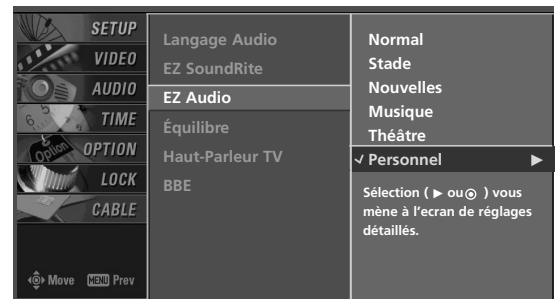 SETUP
VIDEO
AUDIO
TIME
OPTION
LOCK
CABLE
Move MENU Prev
Langage Audio
EZ SoundRite
EZ Audio
Équilibre
Haut-Parleur TV
BBE
Normal
Stade
Nouvelles
Musique
Théâtre
✓ Personnel ▶
Sélection ( ▶ ou ◉ ) vous
mène à l'ecran de réglages
détaillés.